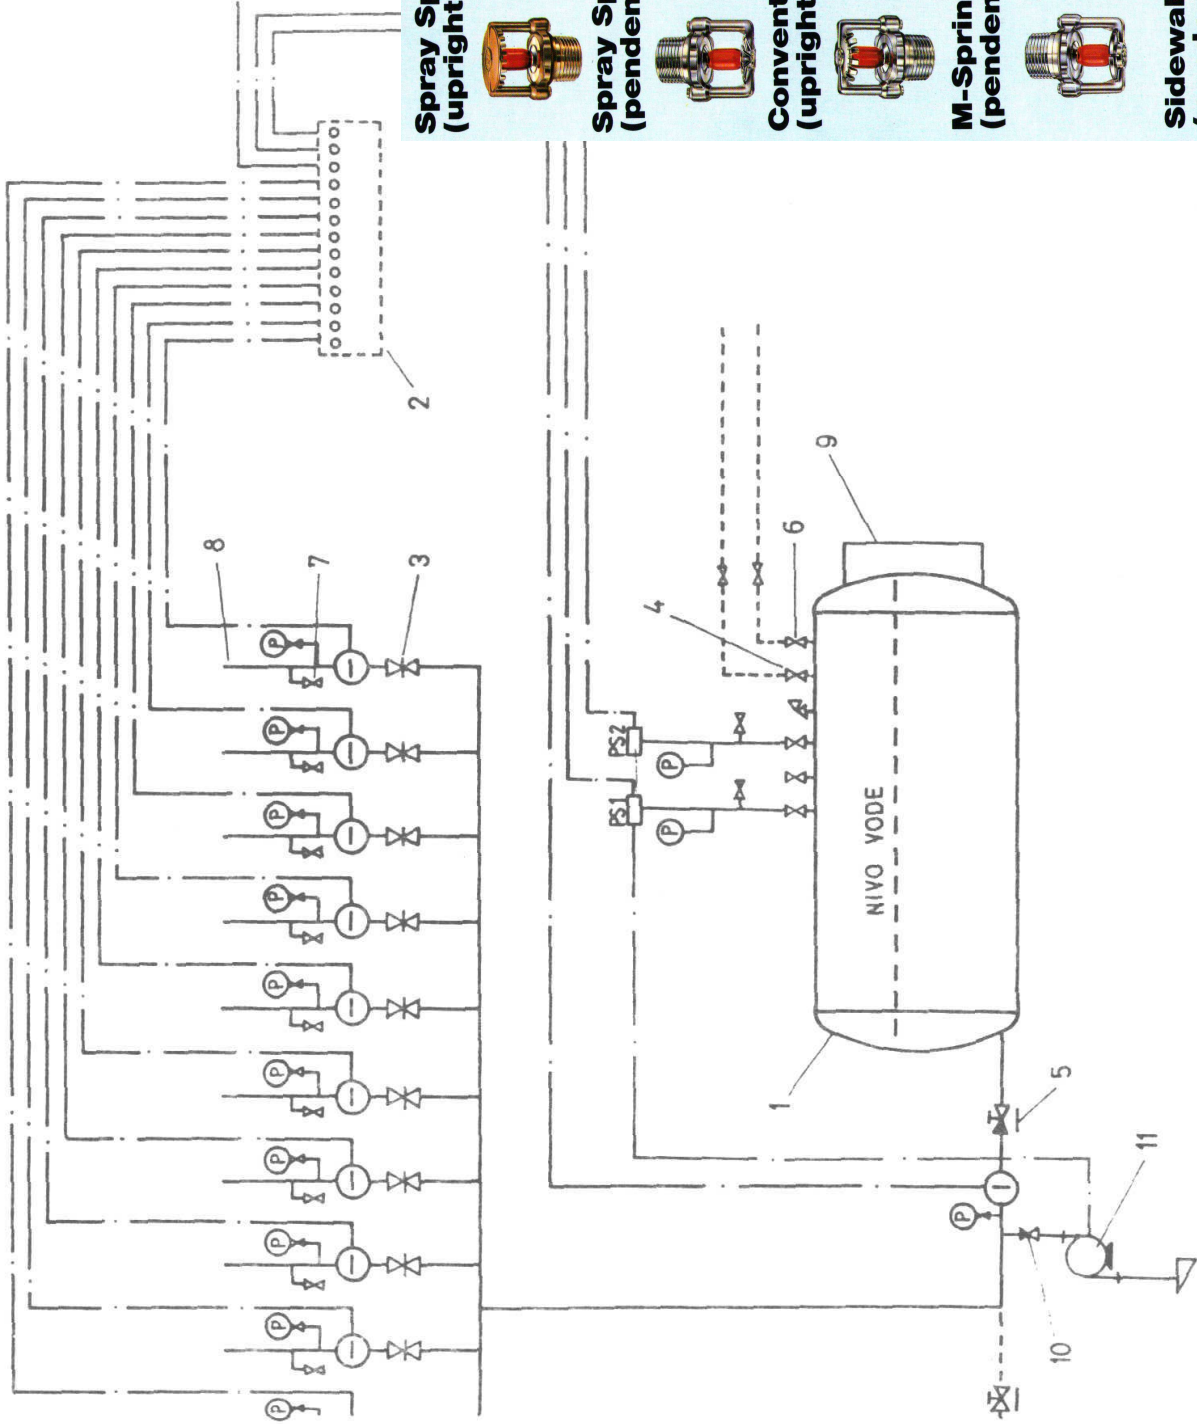 Spray Sp
(upright
Spray Sp
(penden
Convent
(upright
M-Sprin
(penden
Sidewal
2
8
7
3
P
P
P
P
P
P
P
P
P
P
PS1
PS2
P
P
4
6
9
NIVO VODE
1
5
P
10
11